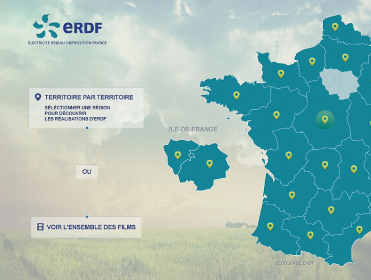 eRDF
ELECTRICITÉ RÉSEAU DISTRIBUTION FRANCE
TERRITOIRE PAR TERRITOIRE
SÉLECTIONNER UNE RÉGION
POUR DÉCOUVRIR
LES RÉALISATIONS D'ERDF
ILE-DE-FRANCE
OU
VOIR L'ENSEMBLE DES FILMS